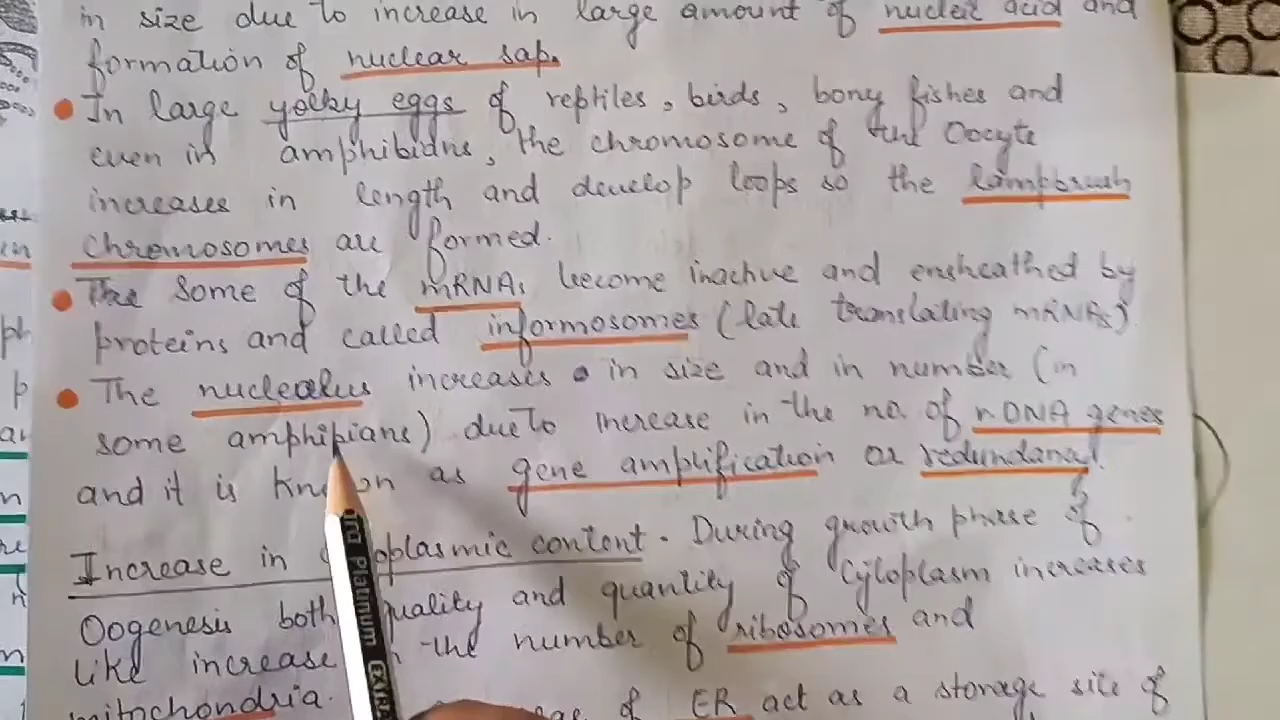 in size due to increase in large amount of nucleic acid and
formation of nuclear sap.
In large yolky eggs of reptiles, birds, bony fishes and
even in amphibians, the chromosome of the Oocyte
increases in length and develop loops so the lampbrush
chromosomes are formed.
The some of the mRNAs become inactive and ensheathed by
proteins and called informosomes (late translating mRNAs)
The nucleolus increases in size and in number (in
some amphibians) due to increase in the no. of rDNA genes
and it is known as gene amplification or redundancy.
Increase in cytoplasmic content. During growth phase of
Oogenesis both quality and quantity of cytoplasm increases
like increase in the number of ribosomes and
mitochondria. of ER act as a storage site of
PLATINUM EXTRA